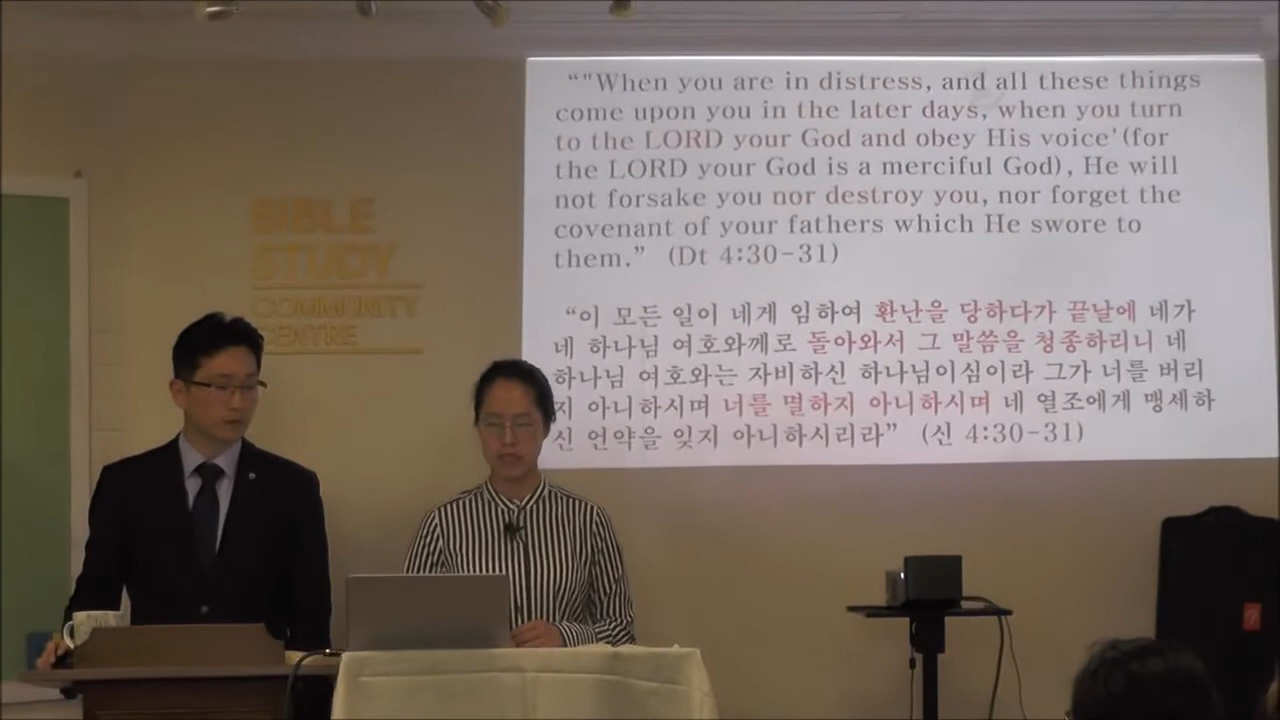 BIBLE
STUDY
COMMUNITY
CENTRE
“"When you are in distress, and all these things
come upon you in the later days, when you turn
to the LORD your God and obey His voice'(for
the LORD your God is a merciful God), He will
not forsake you nor destroy you, nor forget the
covenant of your fathers which He swore to
them.” (Dt 4:30-31)
“이 모든 일이 네게 임하여 환난을 당하다가 끝날에 네가
네 하나님 여호와께로 돌아와서 그 말씀을 청종하리니 네
하나님 여호와는 자비하신 하나님이심이라 그가 너를 버리
지 아니하시며 너를 멸하지 아니하시며 네 열조에게 맹세하
신 언약을 잊지 아니하시리라” (신 4:30-31)